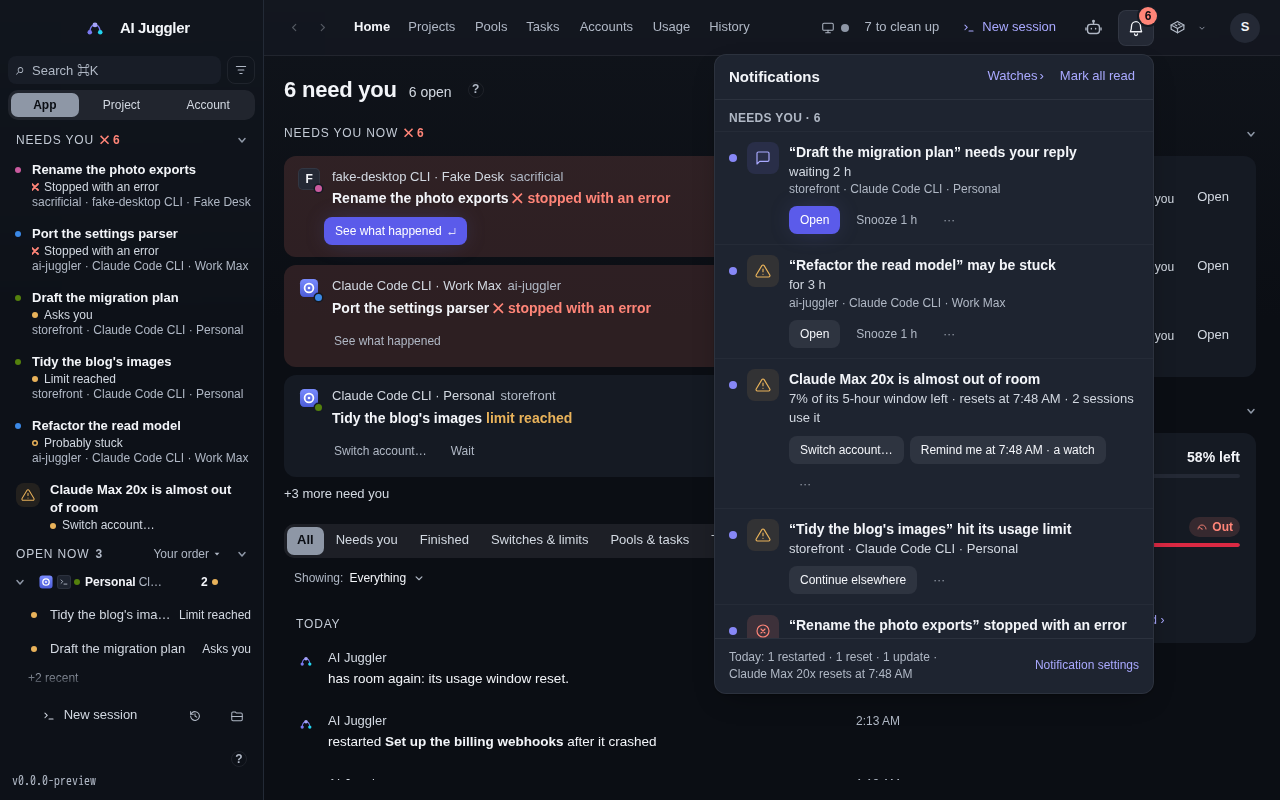 AI Juggler
Search ⌘K
App Project Account
NEEDS YOU 6
Rename the photo exports
Stopped with an error
sacrificial · fake-desktop CLI · Fake Desk
Port the settings parser
Stopped with an error
ai-juggler · Claude Code CLI · Work Max
Draft the migration plan
Asks you
storefront · Claude Code CLI · Personal
Tidy the blog's images
Limit reached
storefront · Claude Code CLI · Personal
Refactor the read model
Probably stuck
ai-juggler · Claude Code CLI · Work Max
Claude Max 20x is almost out
of room
Switch account…
OPEN NOW 3 Your order
Personal Cl… 2
Tidy the blog's ima… Limit reached
Draft the migration plan Asks you
+2 recent
New session
?
v0.0.0-preview
Home Projects Pools Tasks Accounts Usage History
7 to clean up New session 6 S
6 need you 6 open ?
NEEDS YOU NOW 6
F
fake-desktop CLI · Fake Desk sacrificial
Rename the photo exports stopped with an error
See what happened
Claude Code CLI · Work Max ai-juggler
Port the settings parser stopped with an error
See what happened
Claude Code CLI · Personal storefront
Tidy the blog's images limit reached
Switch account… Wait
+3 more need you
All Needs you Finished Switches & limits Pools & tasks
Showing: Everything
TODAY
AI Juggler
has room again: its usage window reset.
AI Juggler 2:13 AM
restarted Set up the billing webhooks after it crashed
Notifications Watches › Mark all read
NEEDS YOU · 6
“Draft the migration plan” needs your reply
waiting 2 h
storefront · Claude Code CLI · Personal
Open Snooze 1 h ···
“Refactor the read model” may be stuck
for 3 h
ai-juggler · Claude Code CLI · Work Max
Open Snooze 1 h ···
Claude Max 20x is almost out of room
7% of its 5-hour window left · resets at 7:48 AM · 2 sessions
use it
Switch account… Remind me at 7:48 AM · a watch
···
“Tidy the blog's images” hit its usage limit
storefront · Claude Code CLI · Personal
Continue elsewhere ···
“Rename the photo exports” stopped with an error
Today: 1 restarted · 1 reset · 1 update ·
Claude Max 20x resets at 7:48 AM
Notification settings
you Open
you Open
you Open
58% left
Out